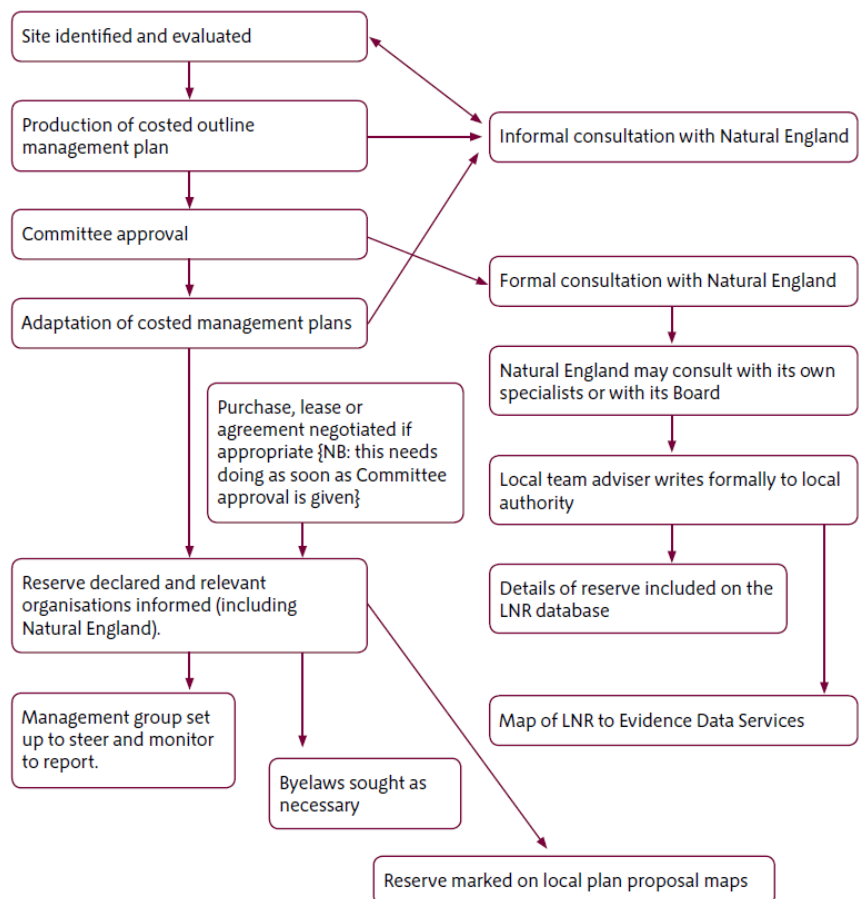 Site identified and evaluated
Production of costed outline
management plan
Informal consultation with Natural England
Committee approval
Formal consultation with Natural England
Adaptation of costed management plans
Natural England may consult with its own
specialists or with its Board
Purchase, lease or
agreement negotiated if
appropriate {NB: this needs
doing as soon as Committee
approval is given}
Local team adviser writes formally to local
authority
Reserve declared and relevant
organisations informed (including
Natural England).
Details of reserve included on the
LNR database
Management group set
up to steer and monitor
to report.
Map of LNR to Evidence Data Services
Byelaws sought as
necessary
Reserve marked on local plan proposal maps